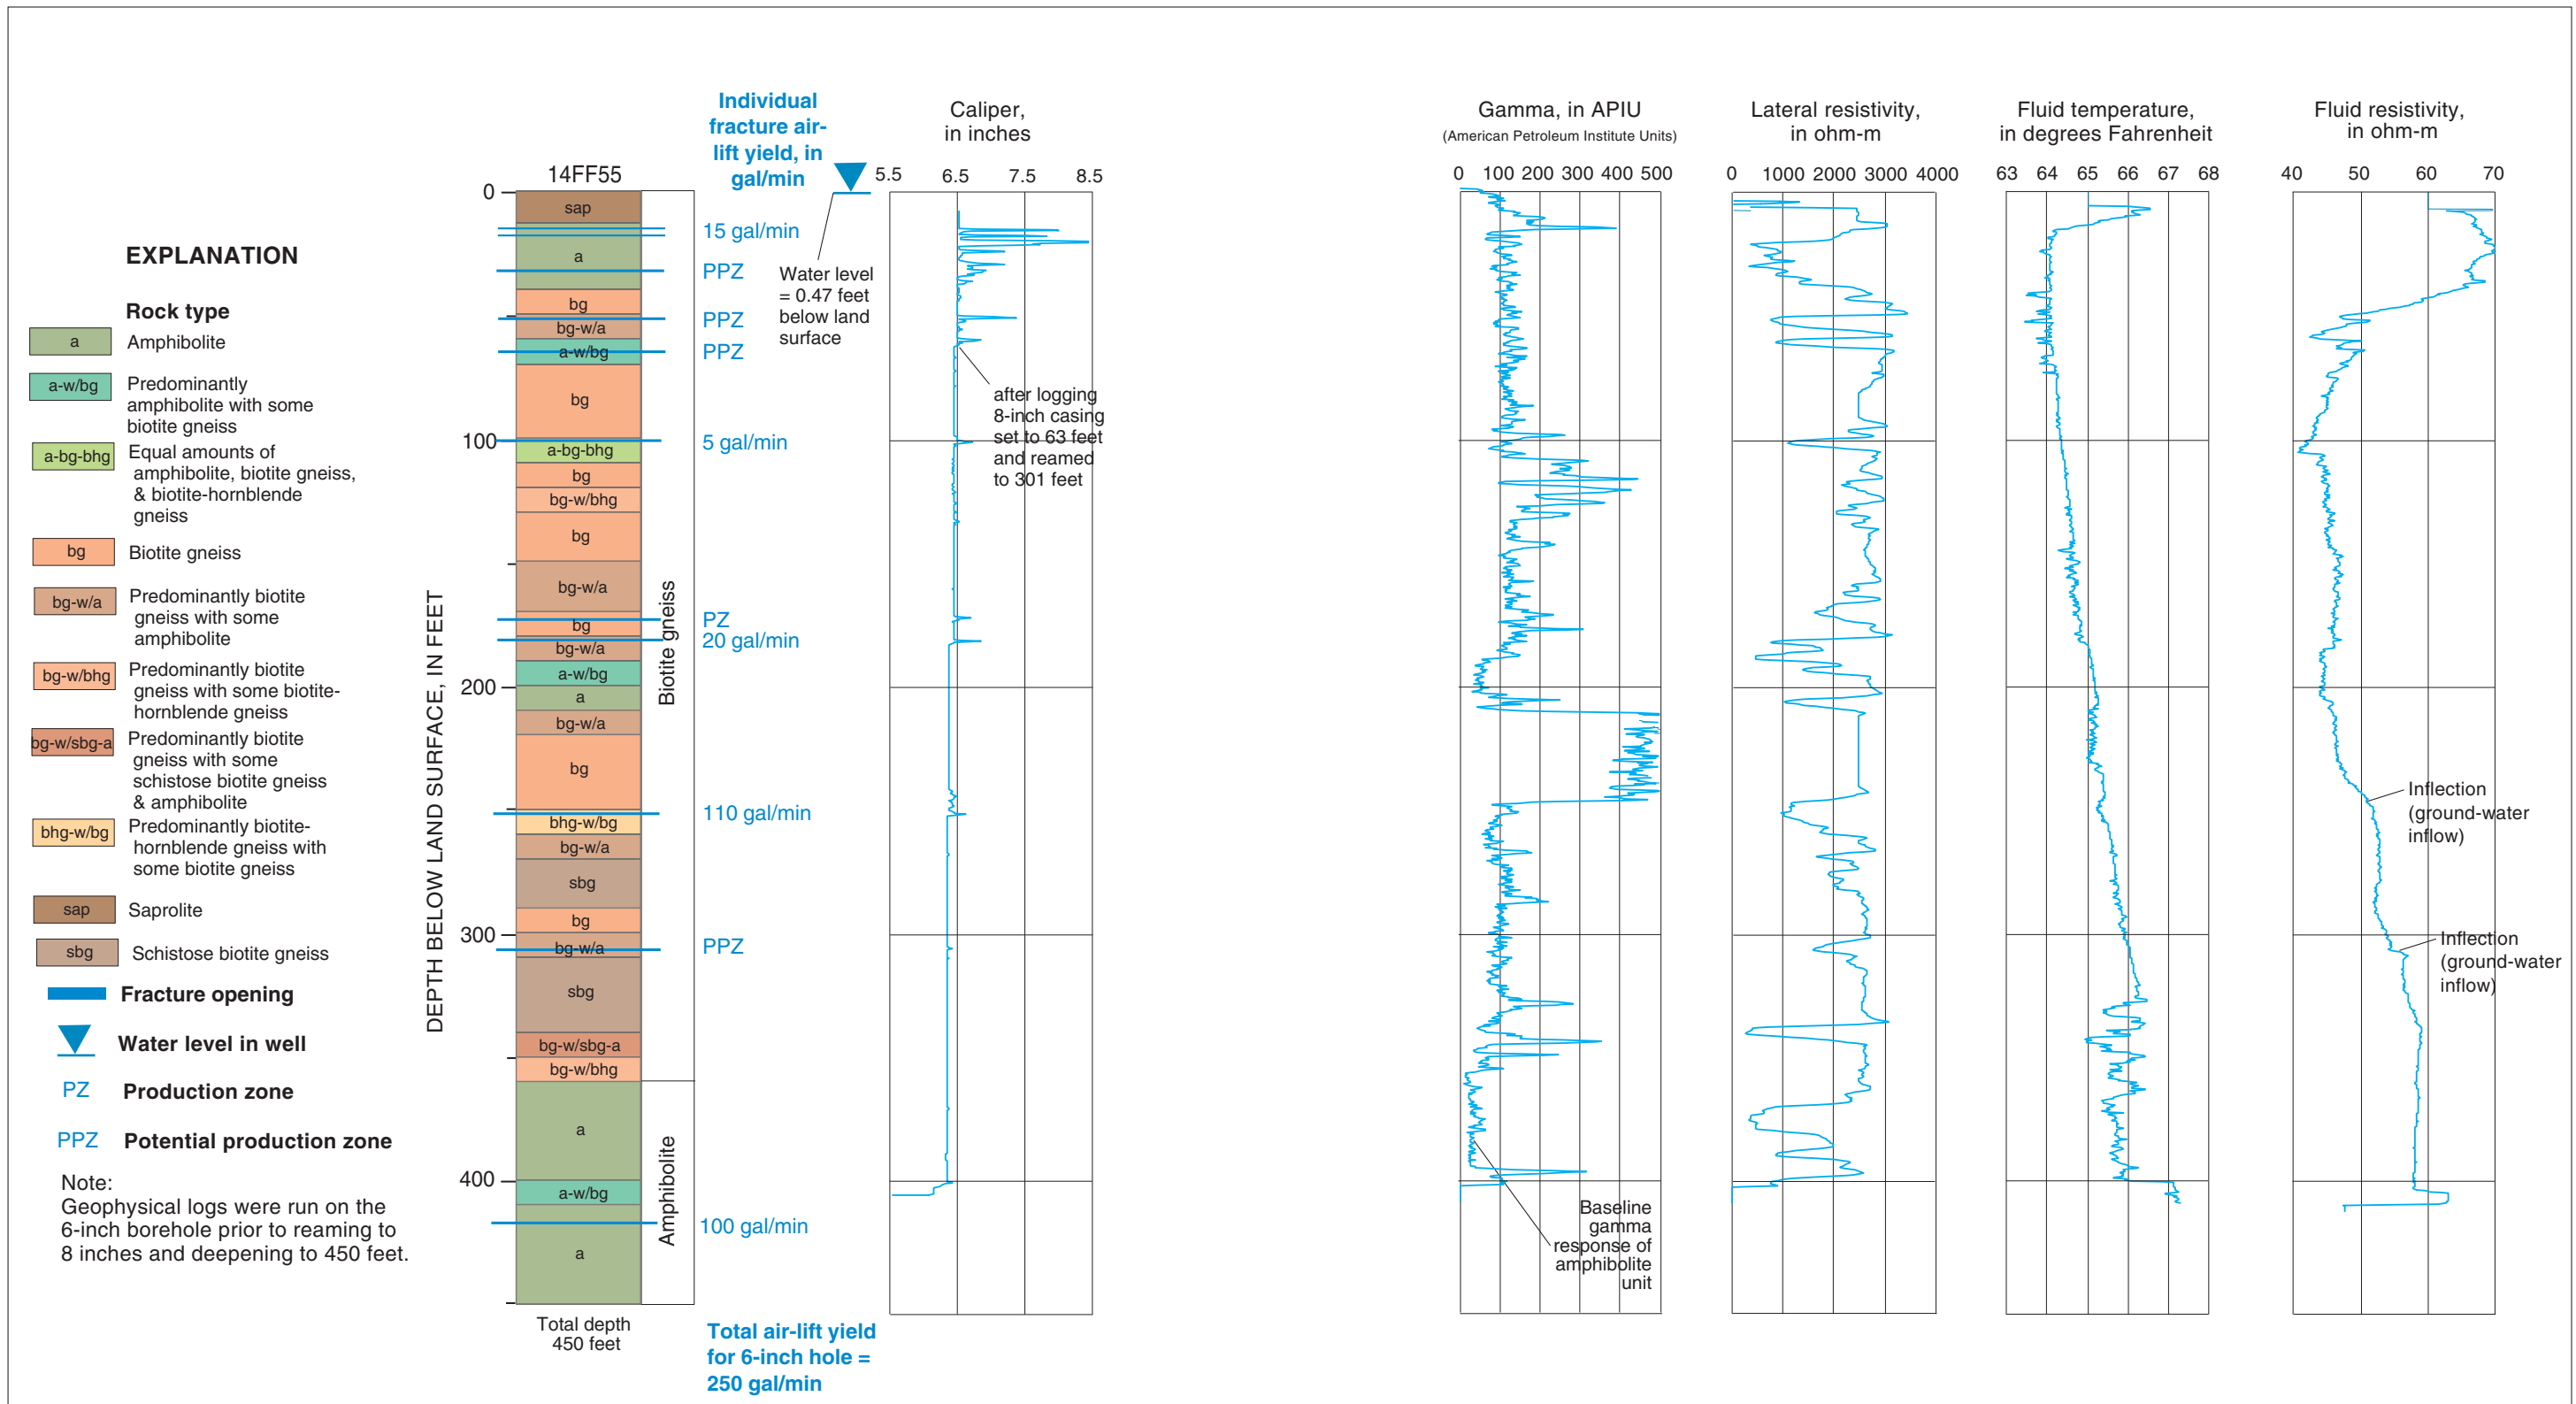 EXPLANATION
Rock type
a
Amphibolite
a-w/bg
Predominantly
amphibolite with some
biotite gneiss
a-bg-bhg
Equal amounts of
amphibolite, biotite gneiss,
& biotite-hornblende
gneiss
bg
Biotite gneiss
bg-w/a
Predominantly biotite
gneiss with some
amphibolite
bg-w/bhg
Predominantly biotite
gneiss with some biotite-
hornblende gneiss
bg-w/sbg-a
Predominantly biotite
gneiss with some
schistose biotite gneiss
& amphibolite
bhg-w/bg
Predominantly biotite-
hornblende gneiss with
some biotite gneiss
sap
Saprolite
sbg
Schistose biotite gneiss
Fracture opening
Water level in well
PZ
Production zone
PPZ
Potential production zone
Note:
Geophysical logs were run on the
6-inch borehole prior to reaming to
8 inches and deepening to 450 feet.
DEPTH BELOW LAND SURFACE, IN FEET
0
100
200
300
400
14FF55
sap
a
bg
bg-w/a
a-w/bg
bg
a-bg-bhg
bg
bg-w/bhg
bg
bg-w/a
bg
bg-w/a
a-w/bg
a
bg-w/a
bg
bhg-w/bg
bg-w/a
sbg
bg
bg-w/a
sbg
bg-w/sbg-a
bg-w/bhg
a
a-w/bg
a
Total depth
450 feet
Biotite gneiss
Amphibolite
Individual
fracture air-
lift yield, in
gal/min
15 gal/min
PPZ
PPZ
PPZ
5 gal/min
PZ
20 gal/min
110 gal/min
PPZ
100 gal/min
Total air-lift yield
for 6-inch hole =
250 gal/min
Water level
= 0.47 feet
below land
surface
Caliper,
in inches
5.5 6.5 7.5 8.5
after logging
8-inch casing
set to 63 feet
and reamed
to 301 feet
Gamma, in APIU
(American Petroleum Institute Units)
0 100 200 300 400 500
Baseline
gamma
response of
amphibolite
unit
Lateral resistivity,
in ohm-m
0 1000 2000 3000 4000
Fluid temperature,
in degrees Fahrenheit
63 64 65 66 67 68
Fluid resistivity,
in ohm-m
40 50 60 70
Inflection
(ground-water
inflow)
Inflection
(ground-water
inflow)